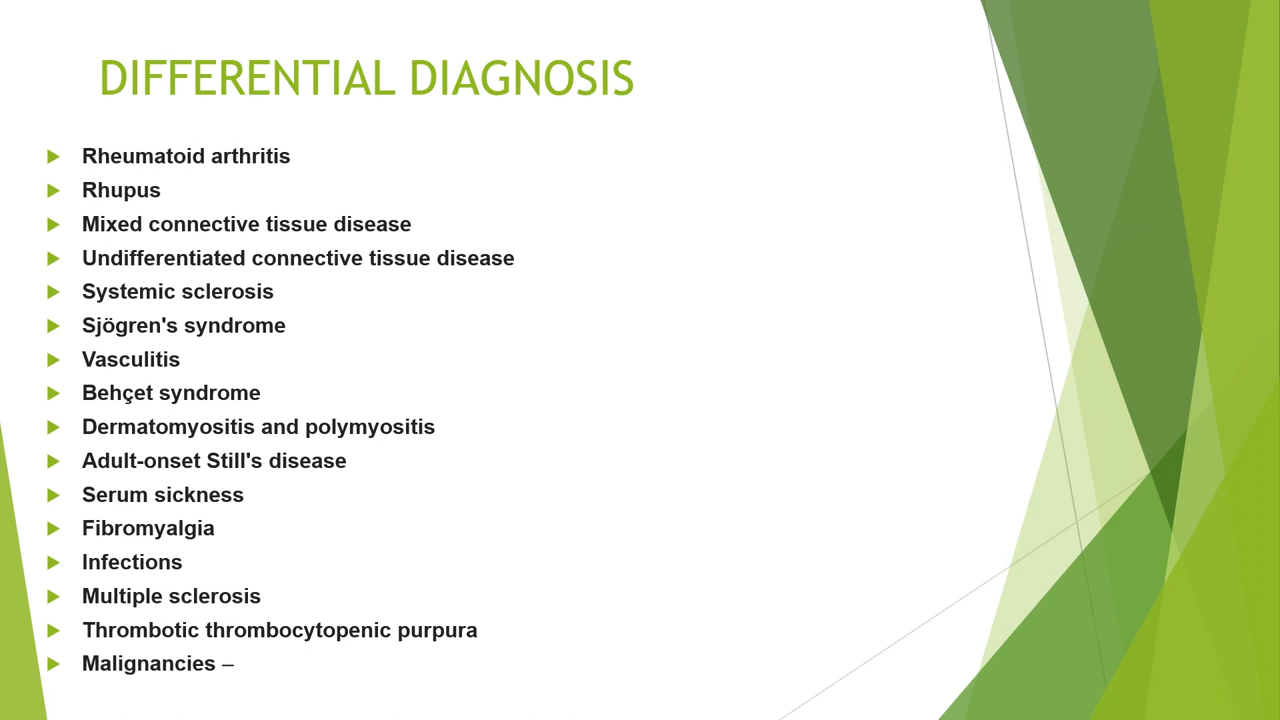 DIFFERENTIAL DIAGNOSIS
Rheumatoid arthritis
Rhupus
Mixed connective tissue disease
Undifferentiated connective tissue disease
Systemic sclerosis
Sjögren's syndrome
Vasculitis
Behçet syndrome
Dermatomyositis and polymyositis
Adult-onset Still's disease
Serum sickness
Fibromyalgia
Infections
Multiple sclerosis
Thrombotic thrombocytopenic purpura
Malignancies –